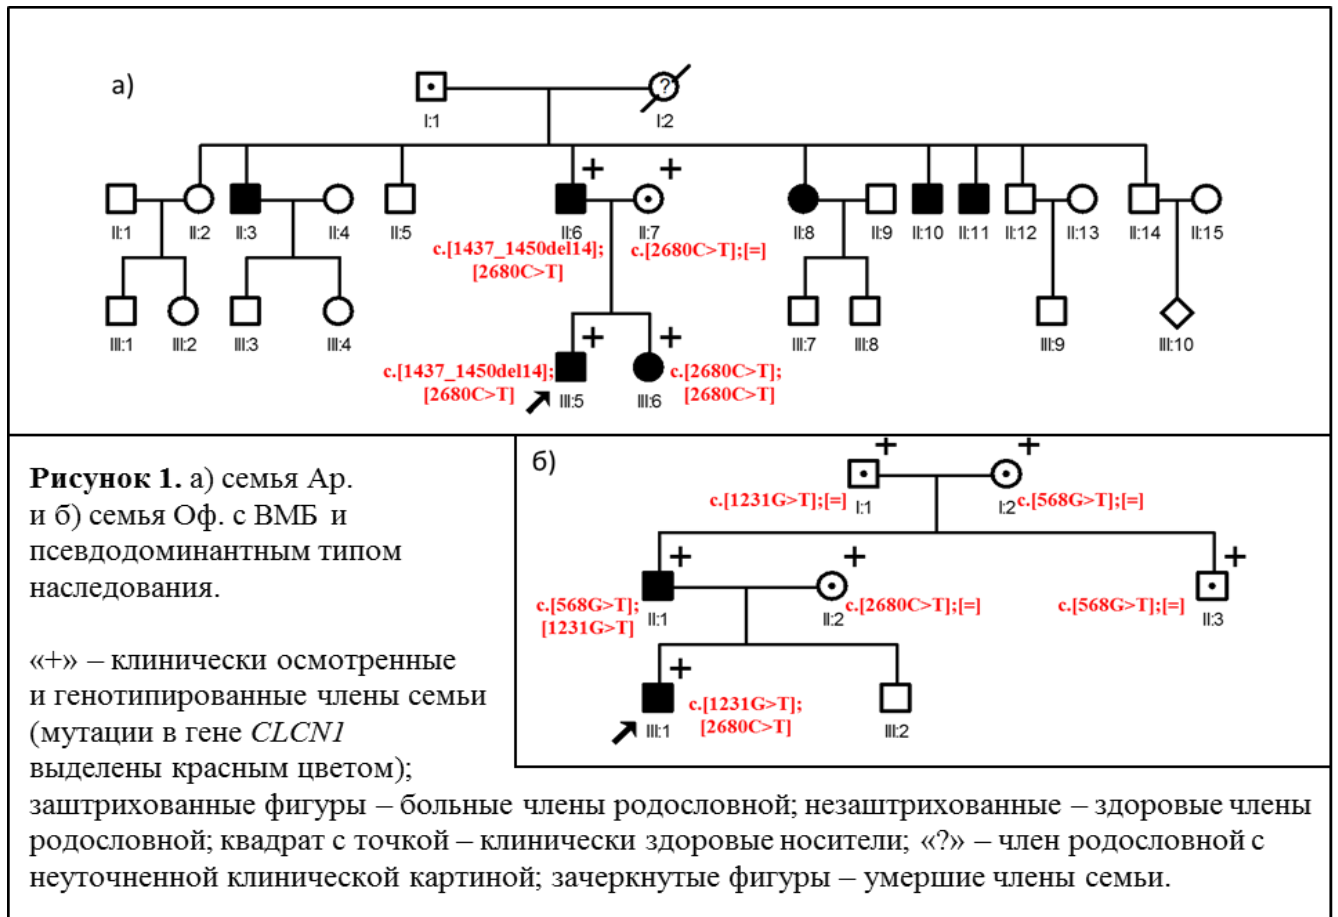 а)
?
I:1
I:2
+
+
II:1
II:2
II:3
II:4
II:5
II:6
II:7
II:8
II:9
II:10
II:11
II:12
II:13
II:14
II:15
c.[1437_1450del14];
[2680C>T]
c.[2680C>T];[=]
+
+
III:1
III:2
III:3
III:4
III:7
III:8
III:9
III:10
c.[1437_1450del14];
[2680C>T]
III:5
III:6
c.[2680C>T];
[2680C>T]
Рисунок 1. а) семья Ар.
и б) семья Оф. с ВМБ и
псевдодоминантным типом
наследования.
«+» – клинически осмотренные
и генотипированные члены семьи
(мутации в гене CLCN1
выделены красным цветом);
заштрихованные фигуры – больные члены родословной; незаштрихованные – здоровые члены
родословной; квадрат с точкой – клинически здоровые носители; «?» – член родословной с
неуточненной клинической картиной; зачеркнутые фигуры – умершие члены семьи.
б)
+
+
c.[1231G>T];[=]
I:1
I:2
c.[568G>T];[=]
+
+
+
c.[568G>T];
[1231G>T]
II:1
II:2
c.[2680C>T];[=]
c.[568G>T];[=]
II:3
+
III:1
c.[1231G>T];
[2680C>T]
III:2